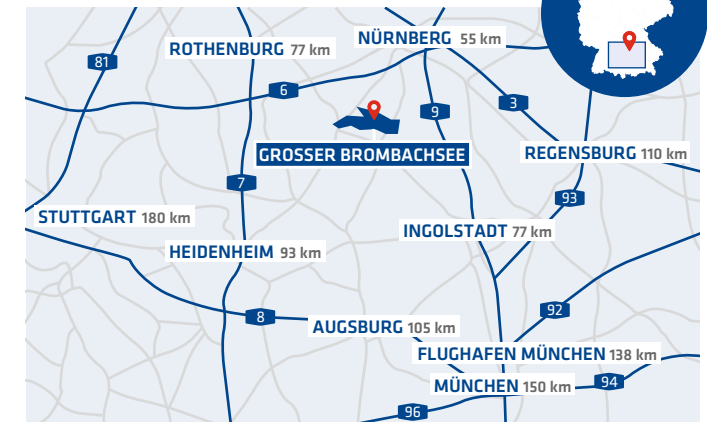 NÜRNBERG 55 km
ROTHENBURG 77 km
81
6
3
9
GROSSER BROMBACHSEE
REGENSBURG 110 km
7
93
STUTTGART 180 km
INGOLSTADT 77 km
HEIDENHEIM 93 km
92
8
AUGSBURG 105 km
FLUGHAFEN MÜNCHEN 138 km
94
MÜNCHEN 150 km
96